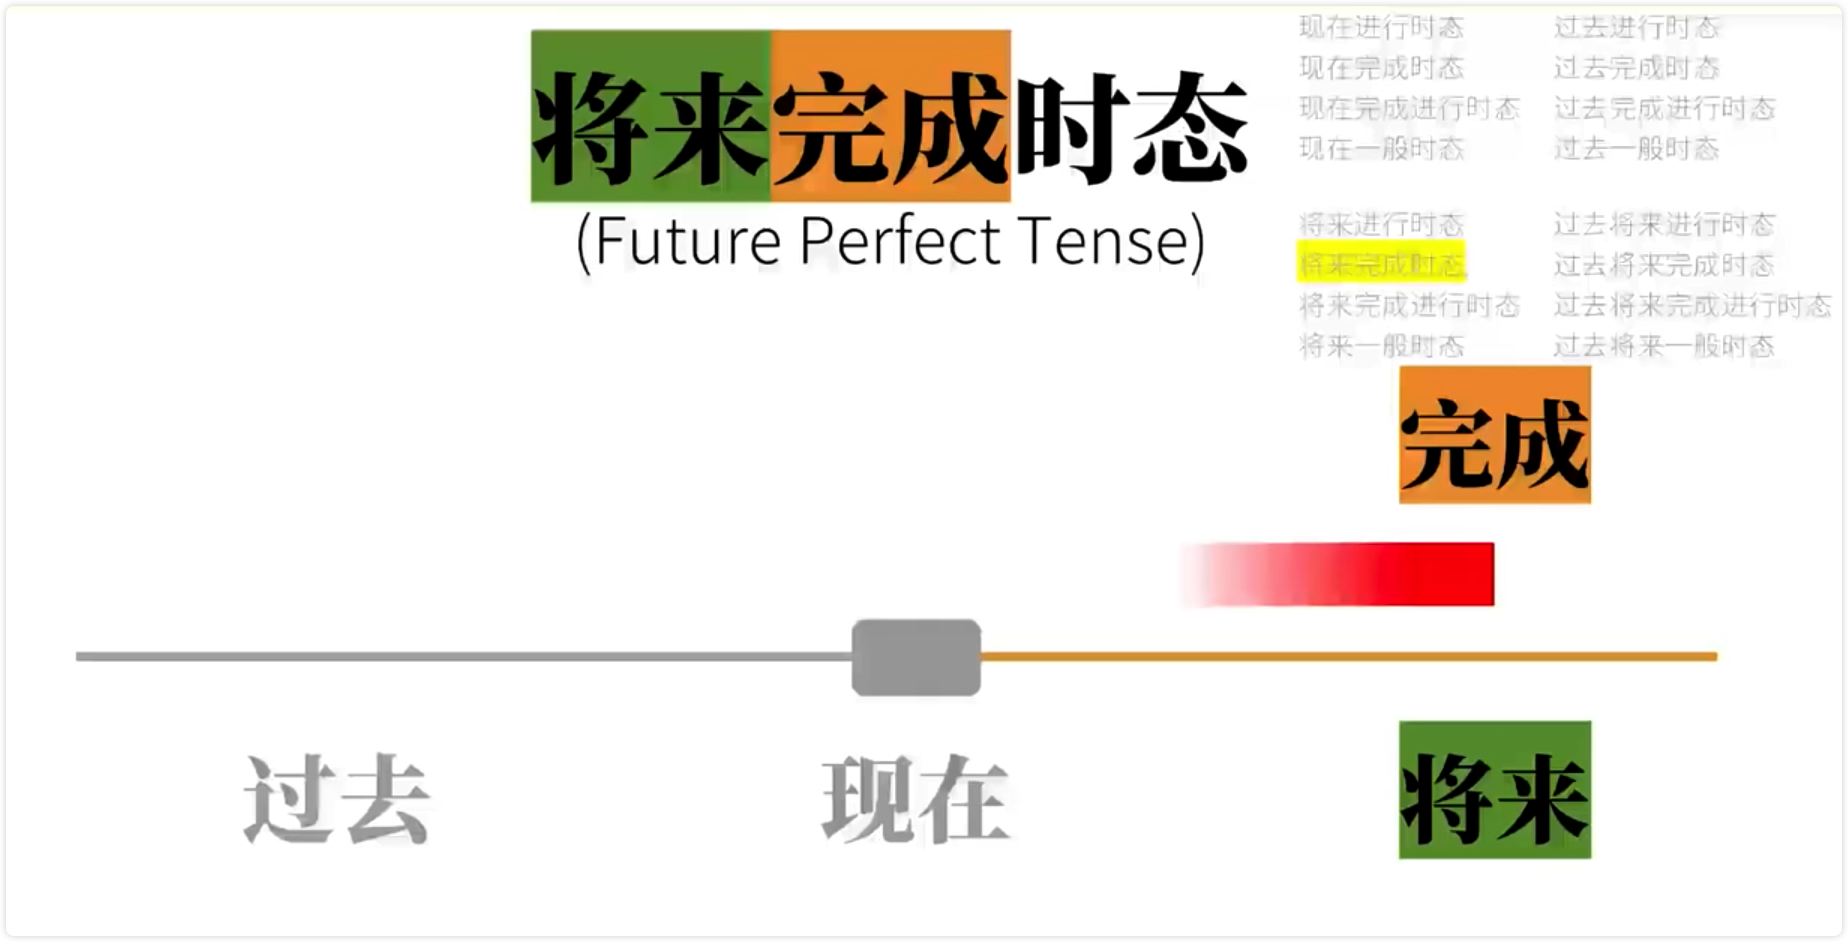 将来完成时态
(Future Perfect Tense)
现在进行时态 过去进行时态
现在完成时态 过去完成时态
现在完成进行时态 过去完成进行时态
现在一般时态 过去一般时态
将来进行时态 过去将来进行时态
将来完成时态 过去将来完成时态
将来完成进行时态 过去将来完成进行时态
将来一般时态 过去将来一般时态
完成
过去 现在 将来